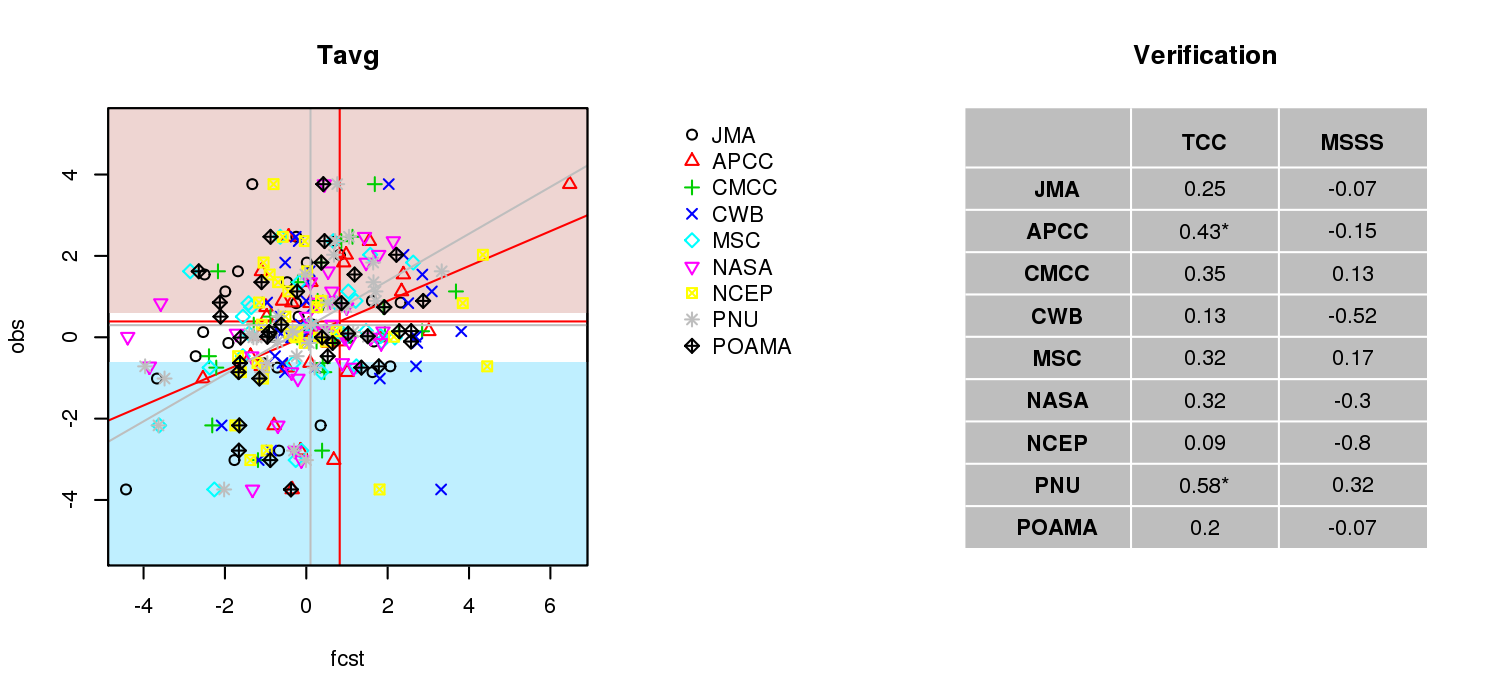 Tavg
obs
4
2
0
-2
-4
-4 -2 0 2 4 6
fcst
JMA
APCC
CMCC
CWB
MSC
NASA
NCEP
PNU
POAMA
Verification
TCC MSSS
JMA 0.25 -0.07
APCC 0.43* -0.15
CMCC 0.35 0.13
CWB 0.13 -0.52
MSC 0.32 0.17
NASA 0.32 -0.3
NCEP 0.09 -0.8
PNU 0.58* 0.32
POAMA 0.2 -0.07